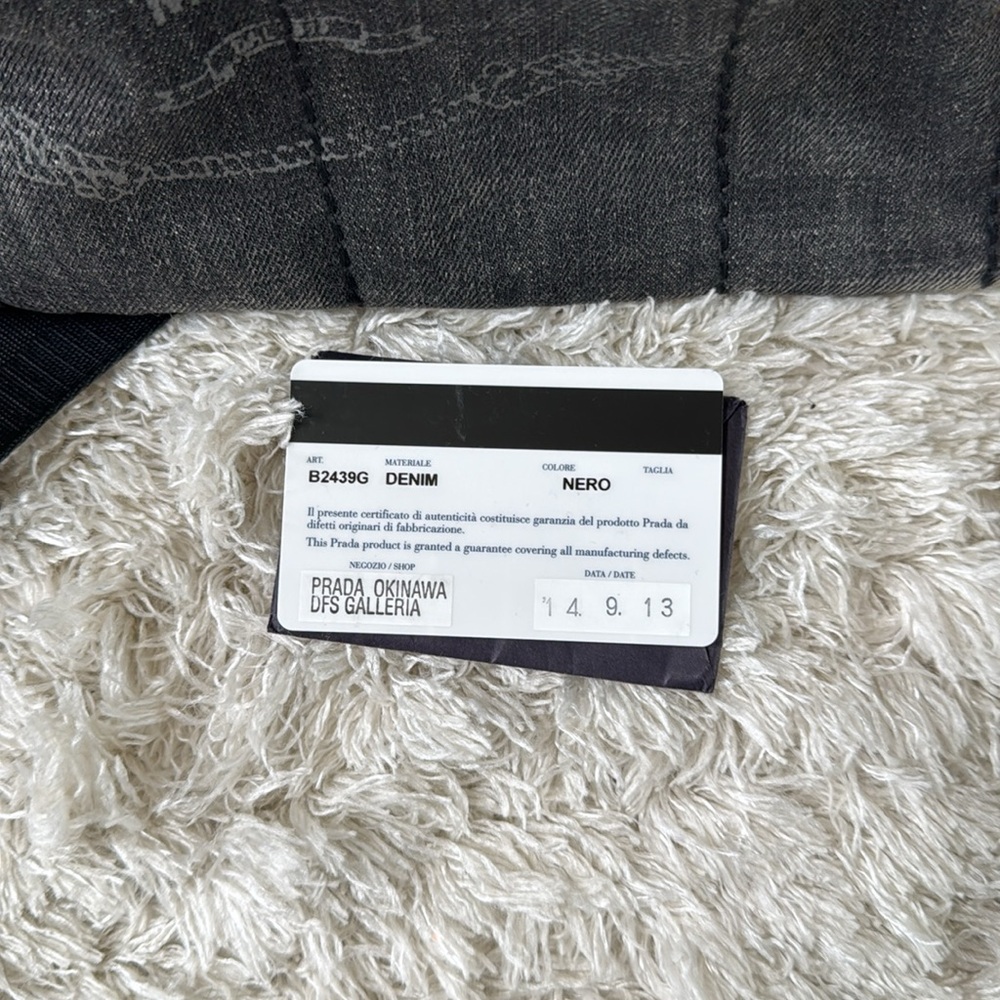 ART. MATERIALE COLORE TAGLIA
B2439G DENIM NERO
Il presente certificato di autenticità costituisce garanzia del prodotto Prada da
difetti originari di fabbricazione.
This Prada product is granted a guarantee covering all manufacturing defects.
NEGOZIO / SHOP DATA / DATE
PRADA OKINAWA
DFS GALLERIA
'14. 9. 13